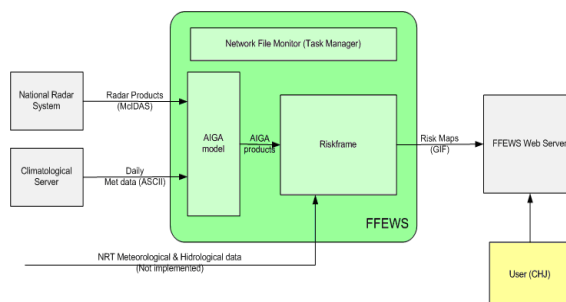 Network File Monitor (Task Manager)
National Radar
System
Radar Products
(McIDAS)
AIGA
model
AIGA
products
Riskframe
Risk Maps
(GIF)
FFEWS Web Server
Climatological
Server
Daily
Met data (ASCII)
FFEWS
NRT Meteorological & Hidrological data
(Not implemented)
User (CHJ)